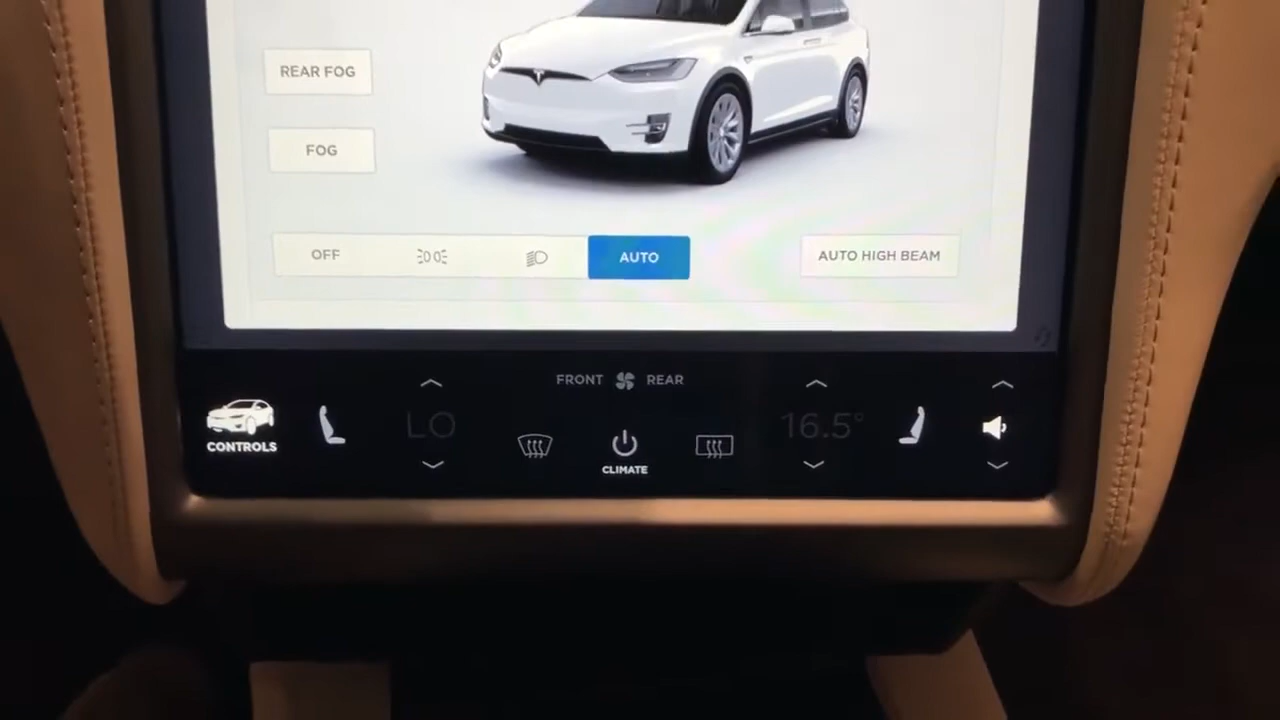 REAR FOG
FOG
OFF
AUTO
AUTO HIGH BEAM
FRONT REAR
LO
16.5°
CONTROLS
CLIMATE